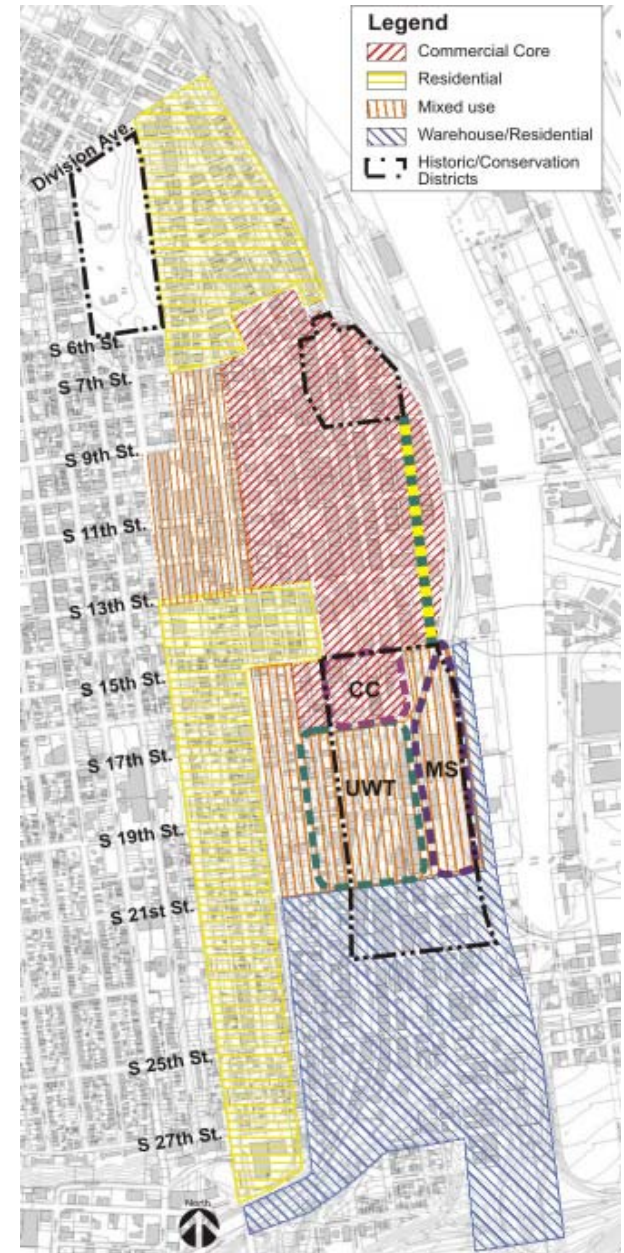 Legend
Commercial Core
Residential
Mixed use
Warehouse/Residential
Historic/Conservation
Districts
Division Ave.
S 6th St.
S 7th St.
S 9th St.
S 11th St.
S 13th St.
S 15th St.
CC
S 17th St.
MS
UWT
S 19th St.
S 21st St.
S 25th St.
S 27th St.
North